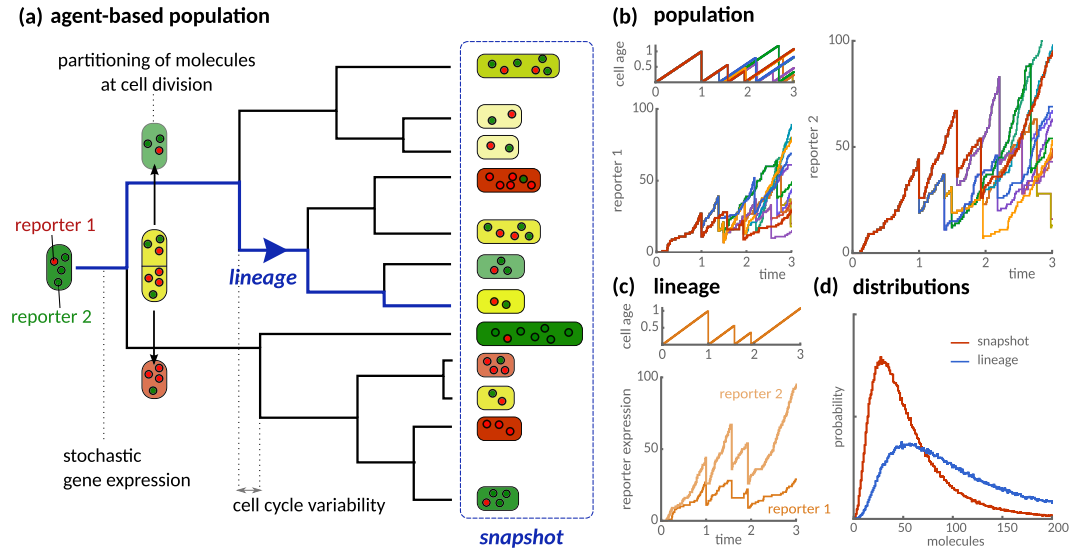 (a) agent-based population
partitioning of molecules
at cell division
reporter 1
reporter 2
lineage
stochastic
gene expression
cell cycle variability
snapshot
(b) population
cell age
1
0.5
0
0 1 2 3
reporter 1
100
50
0
0 1 2 3
time
reporter 2
100
50
0
0 1 2 3
time
(c) lineage
cell age
1
0.5
0 1 2 3
reporter expression
100
50
0
reporter 2
reporter 1
0 1 2 3
time
(d) distributions
snapshot
lineage
probability
0 50 100 150 200
molecules